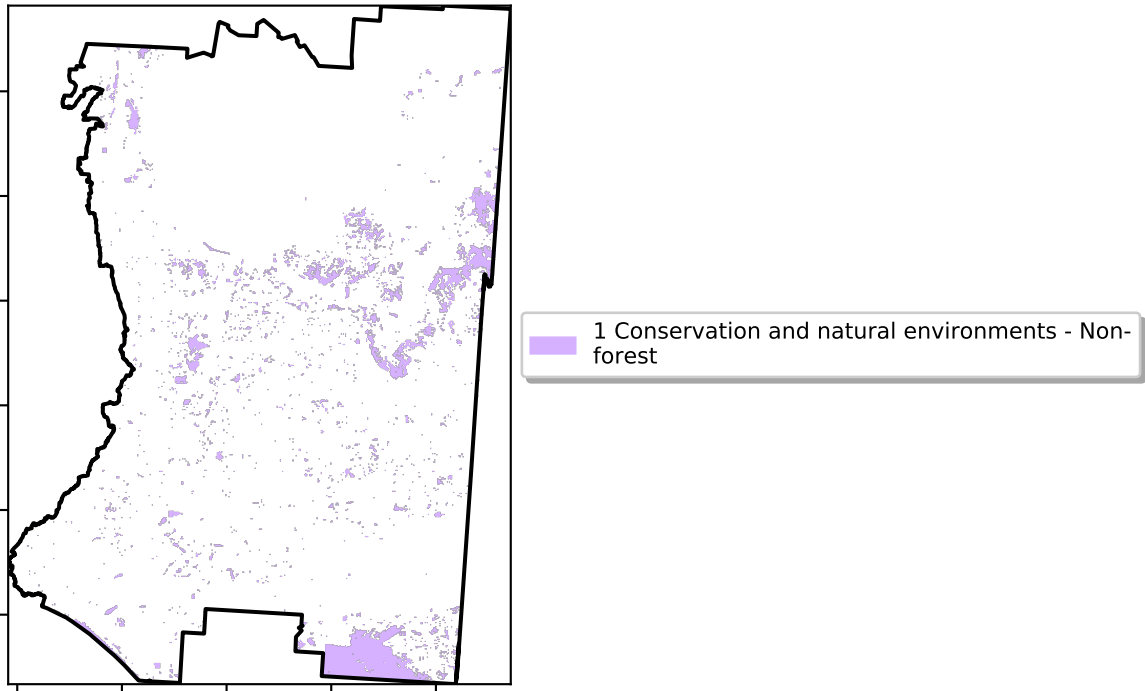 1 Conservation and natural environments - Non-
forest